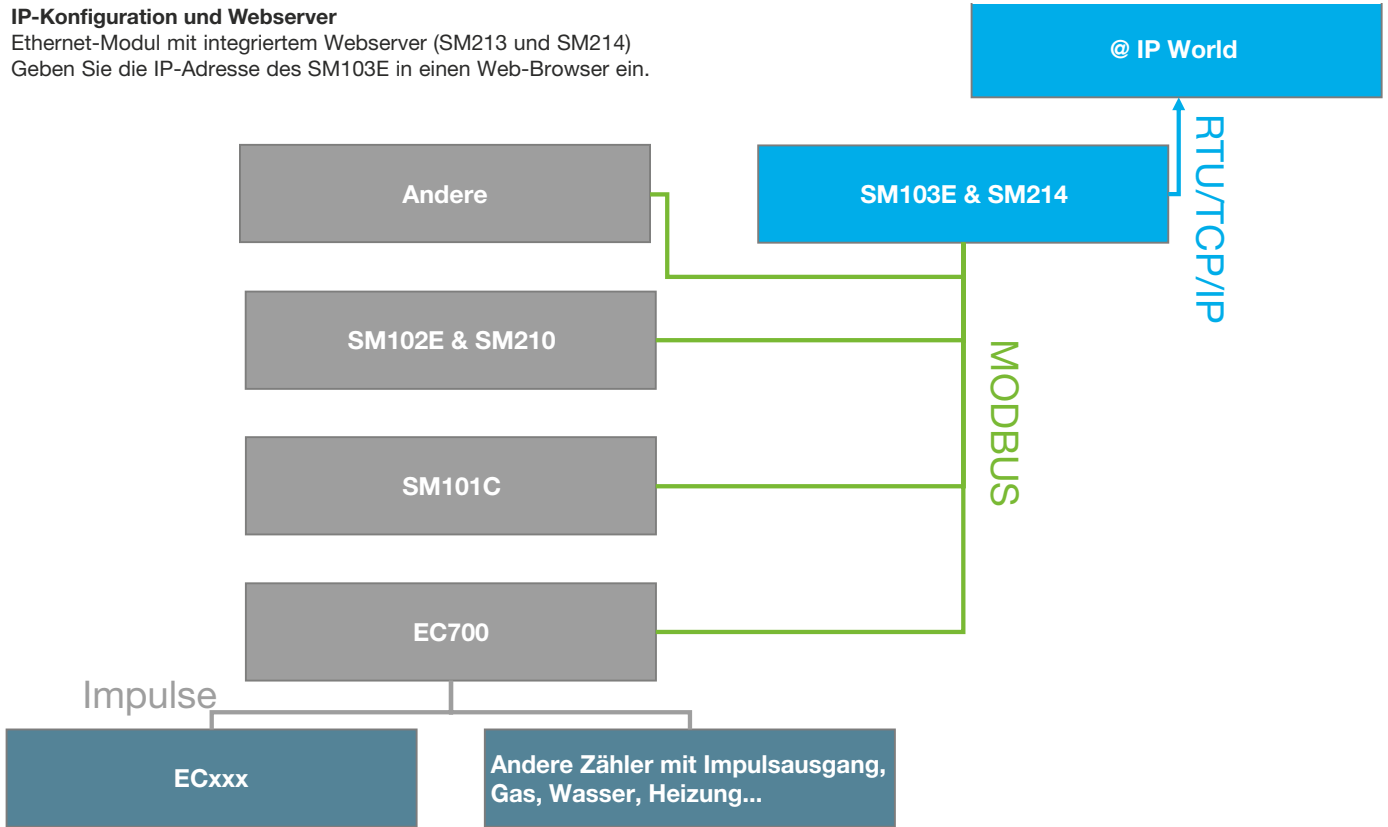 IP-Konfiguration und Webserver
Ethernet-Modul mit integriertem Webserver (SM213 und SM214)
Geben Sie die IP-Adresse des SM103E in einen Web-Browser ein.
@ IP World
RTU/TCP/IP
Andere
SM103E & SM214
SM102E & SM210
MODBUS
SM101C
EC700
Impulse
ECxxx
Andere Zähler mit Impulsausgang,
Gas, Wasser, Heizung...